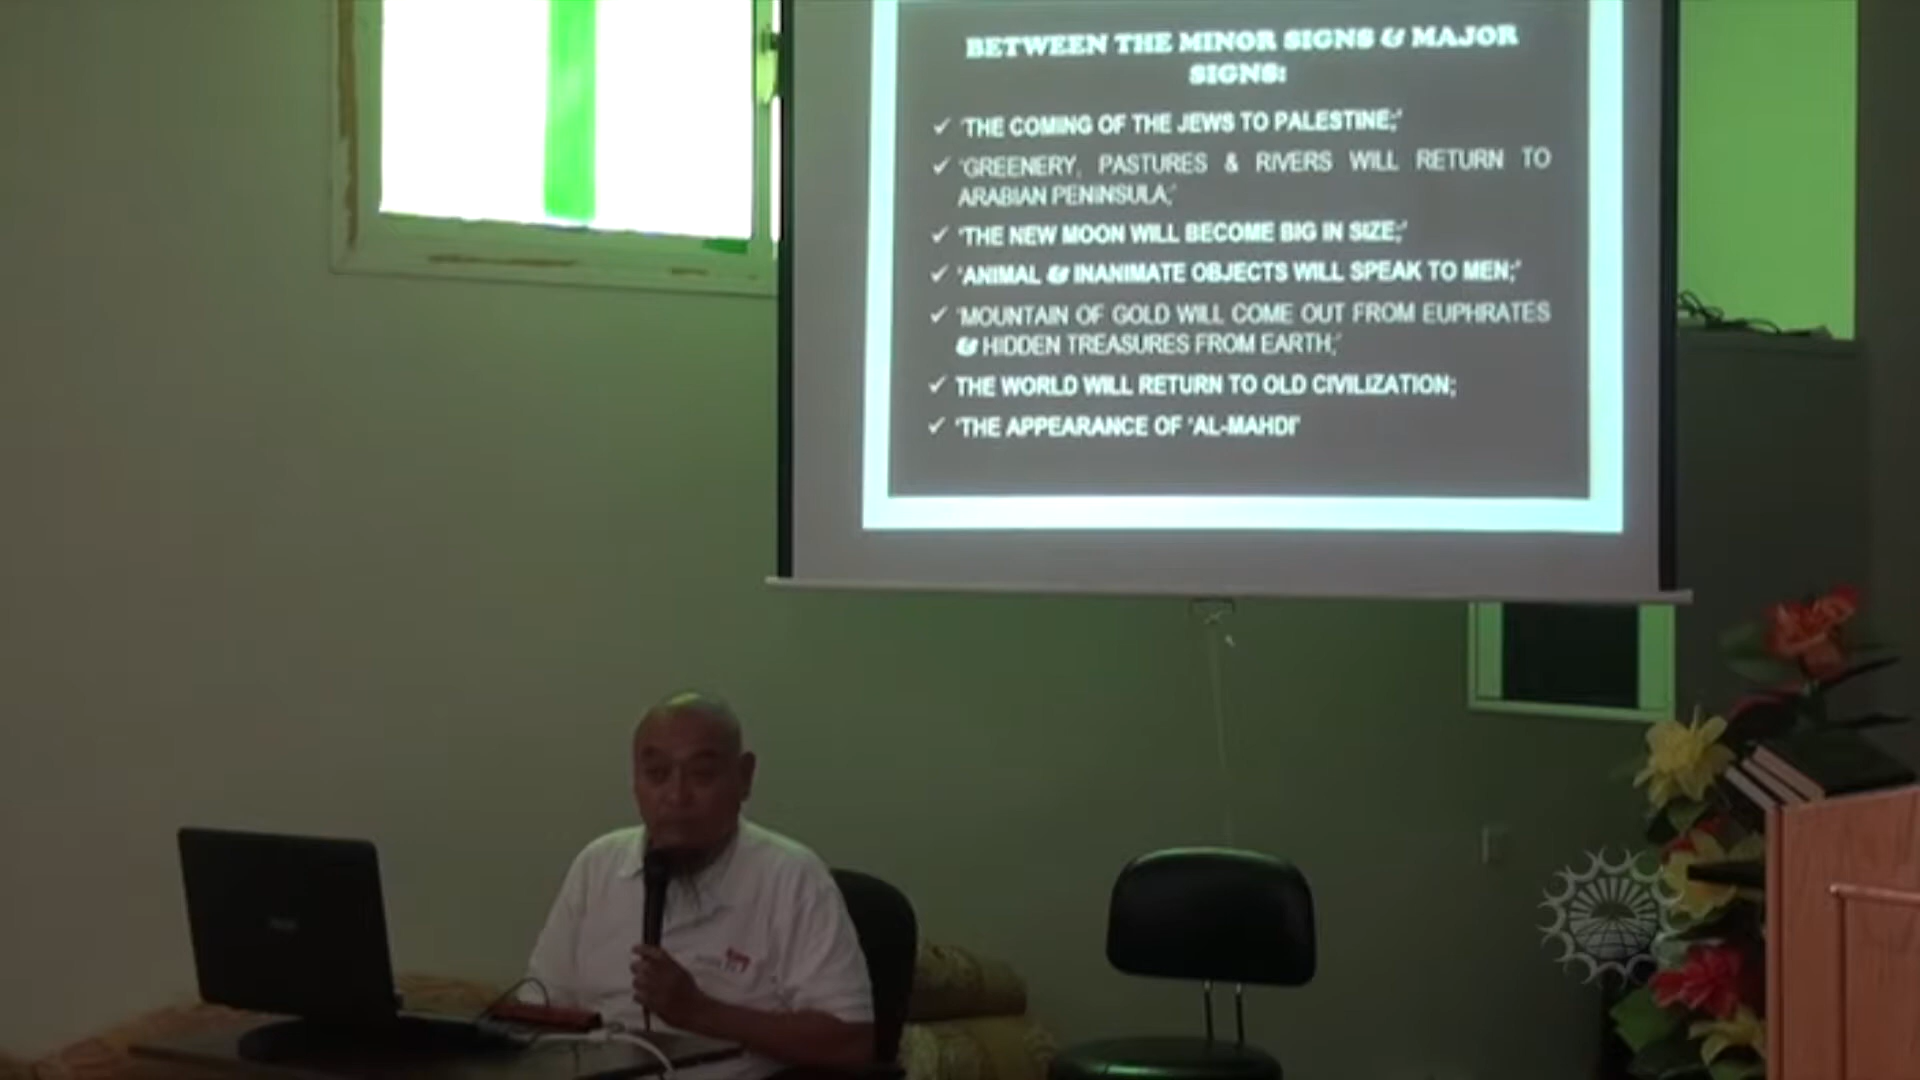 BETWEEN THE MINOR SIGNS & MAJOR
SIGNS:
✓ 'THE COMING OF THE JEWS TO PALESTINE;'
✓ 'GREENERY, PASTURES & RIVERS WILL RETURN TO
ARABIAN PENINSULA;'
✓ 'THE NEW MOON WILL BECOME BIG IN SIZE;'
✓ 'ANIMAL & INANIMATE OBJECTS WILL SPEAK TO MEN;'
✓ 'MOUNTAIN OF GOLD WILL COME OUT FROM EUPHRATES
& HIDDEN TREASURES FROM EARTH;'
✓ THE WORLD WILL RETURN TO OLD CIVILIZATION;
✓ 'THE APPEARANCE OF 'AL-MAHDI'